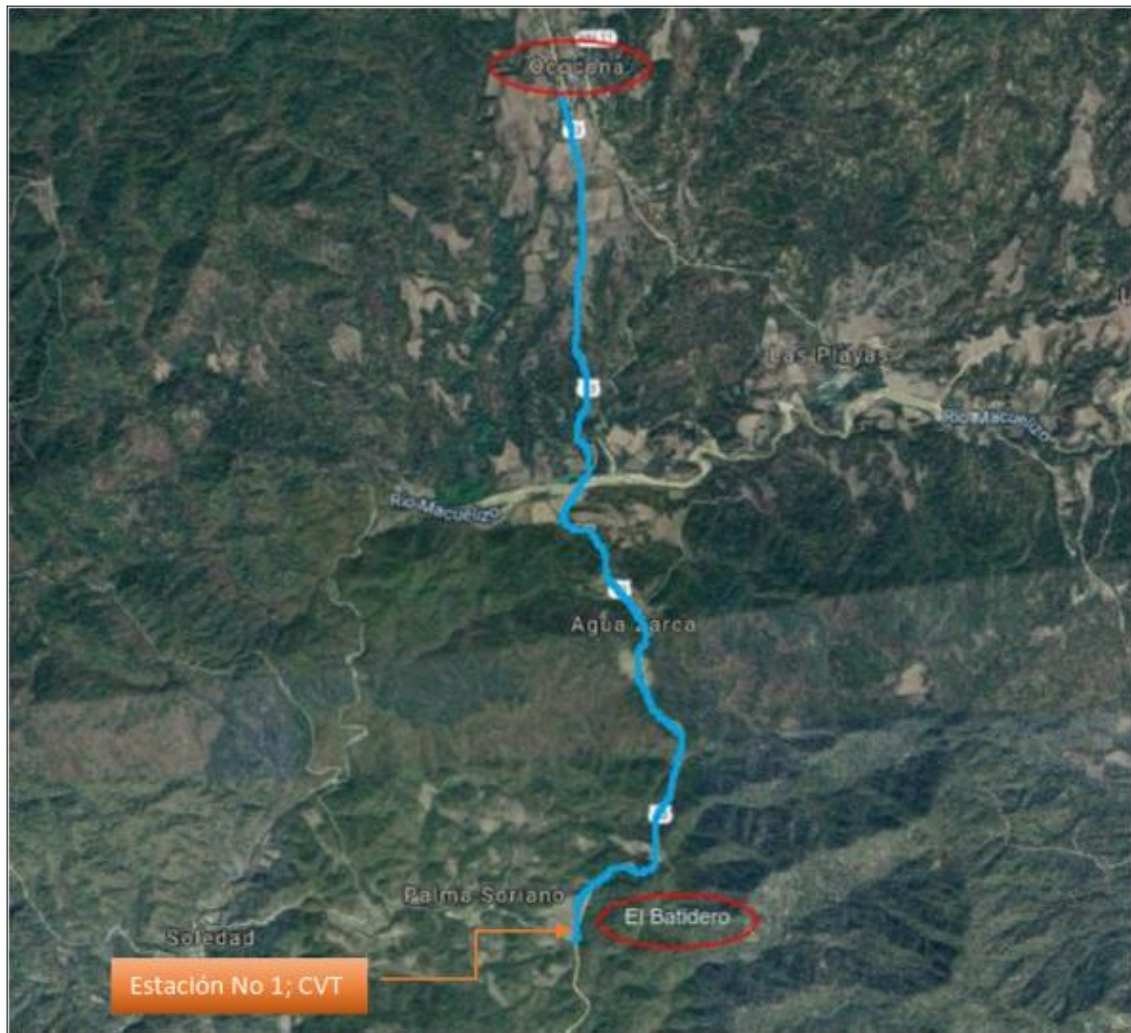 Ococona
Las Playas
Río Macuelizo
Río Macuelizo
Agua Zarca
Palma Soriano
El Batidero
Soledad
Estación No 1; CVT